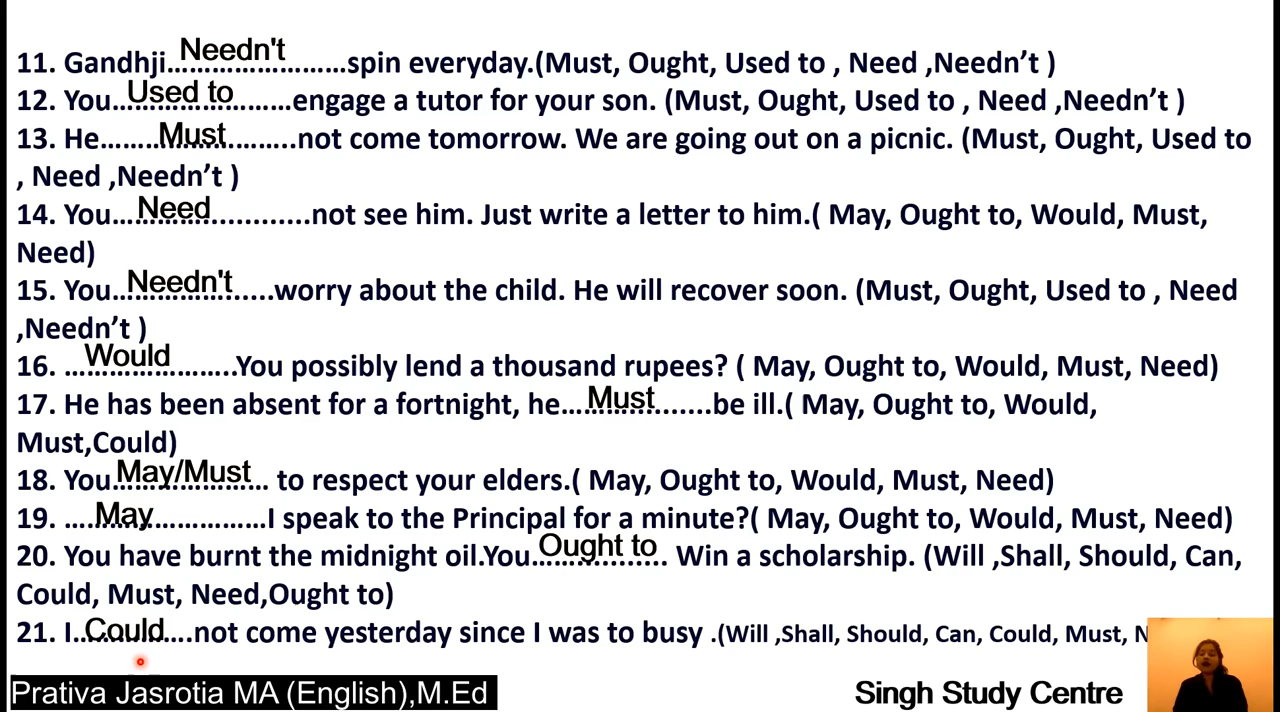 11. Gandhji……Needn't………………spin everyday.(Must, Ought, Used to , Need ,Needn’t )
12. You…Used to…………………engage a tutor for your son. (Must, Ought, Used to , Need ,Needn’t )
13. He………Must………..not come tomorrow. We are going out on a picnic. (Must, Ought, Used to
, Need ,Needn’t )
14. You…Need.............not see him. Just write a letter to him.( May, Ought to, Would, Must,
Need)
15. You…Needn't…….....worry about the child. He will recover soon. (Must, Ought, Used to , Need
,Needn’t )
16. …Would……………..You possibly lend a thousand rupees? ( May, Ought to, Would, Must, Need)
17. He has been absent for a fortnight, he…Must…….......be ill.( May, Ought to, Would,
Must,Could)
18. You…May/Must……………… to respect your elders.( May, Ought to, Would, Must, Need)
19. ….May……………………I speak to the Principal for a minute?( May, Ought to, Would, Must, Need)
20. You have burnt the midnight oil.You…Ought to…........ Win a scholarship. (Will ,Shall, Should, Can,
Could, Must, Need,Ought to)
21. I…Could………….not come yesterday since I was to busy .(Will ,Shall, Should, Can, Could, Must,
Prativa Jasrotia MA (English),M.Ed
Singh Study Centre